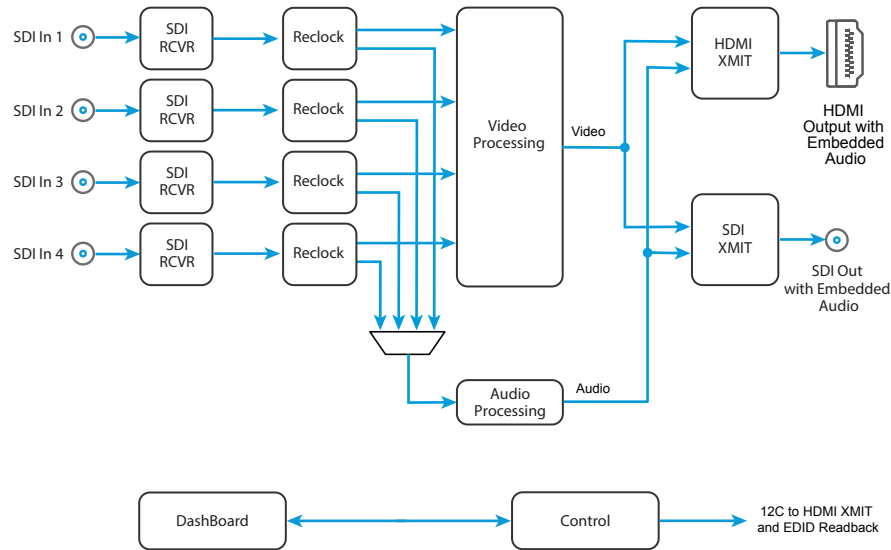 SDI In 1
SDI
RCVR
Reclock
SDI In 2
SDI
RCVR
Reclock
SDI In 3
SDI
RCVR
Reclock
SDI In 4
SDI
RCVR
Reclock
Video
Processing
Video
HDMI
XMIT
HDMI
Output with
Embedded
Audio
SDI
XMIT
SDI Out
with Embedded
Audio
Audio
Processing
Audio
DashBoard
Control
12C to HDMI XMIT
and EDID Readback